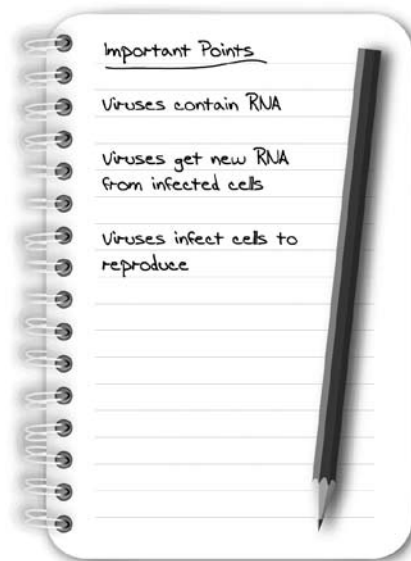 Important Points
Viruses contain RNA
Viruses get new RNA
from infected cells
Viruses infect cells to
reproduce